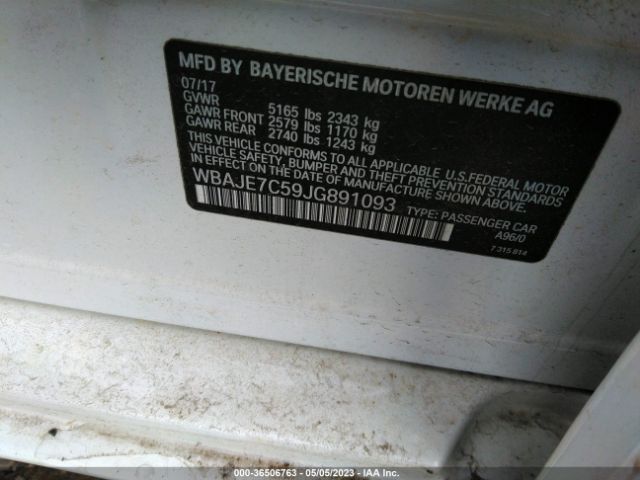 MFD BY BAYERISCHE MOTOREN WERKE AG
07/17
GVWR 5165 lbs 2343 kg
GAWR FRONT 2579 lbs 1170 kg
GAWR REAR 2740 lbs 1243 kg
THIS VEHICLE CONFORMS TO ALL APPLICABLE U.S.FEDERAL MOTOR
VEHICLE SAFETY, BUMPER AND THEFT PREVENTION STANDARDS
IN EFFECT ON THE DATE OF MANUFACTURE SHOWN ABOVE.
WBAJE7C59JG891093 TYPE: PASSENGER CAR
A96/0
7 315 814
000-36506763 - 05/05/2023 - IAA Inc.